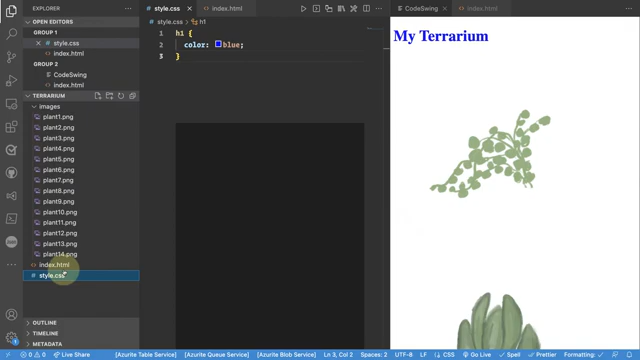 EXPLORER
OPEN EDITORS
GROUP 1
style.css
index.html
GROUP 2
CodeSwing
index.html
TERRARIUM
images
plant1.png
plant2.png
plant3.png
plant4.png
plant5.png
plant6.png
plant7.png
plant8.png
plant9.png
plant10.png
plant11.png
plant12.png
plant13.png
plant14.png
index.html
style.css
OUTLINE
TIMELINE
METADATA
style.css index.html
style.css > h1
1 h1 {
2 color: blue;
3 }
CodeSwing index.html
My Terrarium
0 0 Live Share [Azurite Table Service] [Azurite Queue Service] [Azurite Blob Service] Ln 3, Col 2 Spaces: 2 UTF-8 LF CSS Go Live Spell Prettier Formatting: